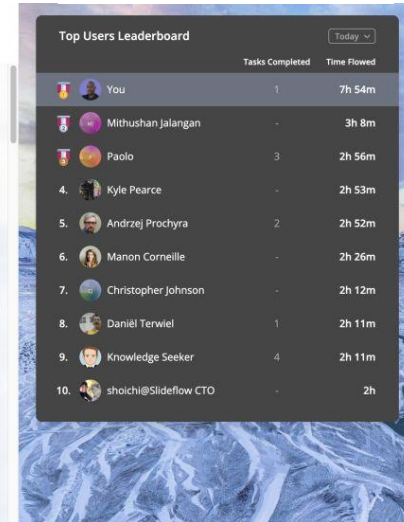 Top Users Leaderboard Today
Tasks Completed Time Flowed
1 You 1 7h 54m
2 Mithushan Jalangan - 3h 8m
3 Paolo 3 2h 56m
4. Kyle Pearce - 2h 53m
5. Andrzej Prochyra 2 2h 52m
6. Manon Corneille - 2h 26m
7. Christopher Johnson - 2h 12m
8. Daniël Terwiel 1 2h 11m
9. Knowledge Seeker 4 2h 11m
10. shoichi@Slideflow CTO - 2h